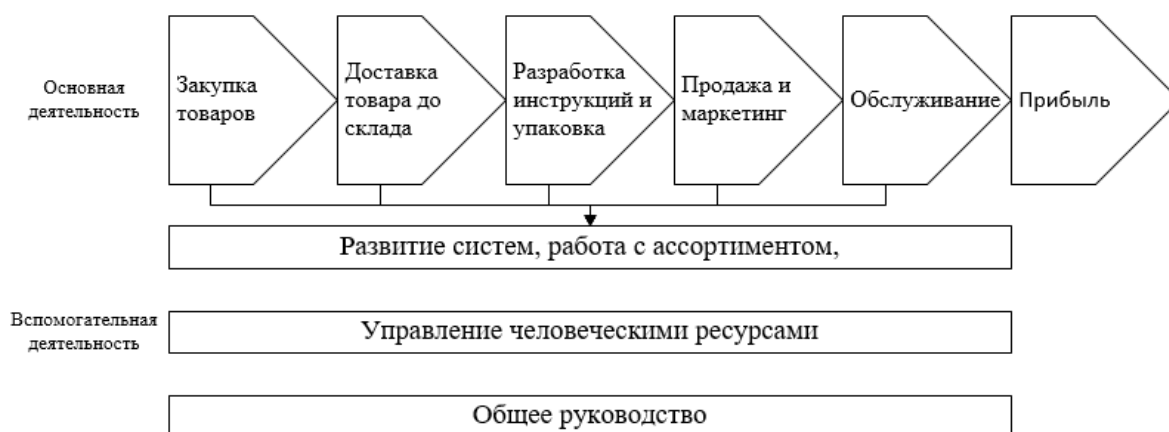 Основная
деятельность
Закупка
товаров
Доставка
товара до
склада
Разработка
инструкций и
упаковка
Продажа и
маркетинг
Обслуживание
Прибыль
Развитие систем, работа с ассортиментом,
Вспомогательная
деятельность
Управление человеческими ресурсами
Общее руководство